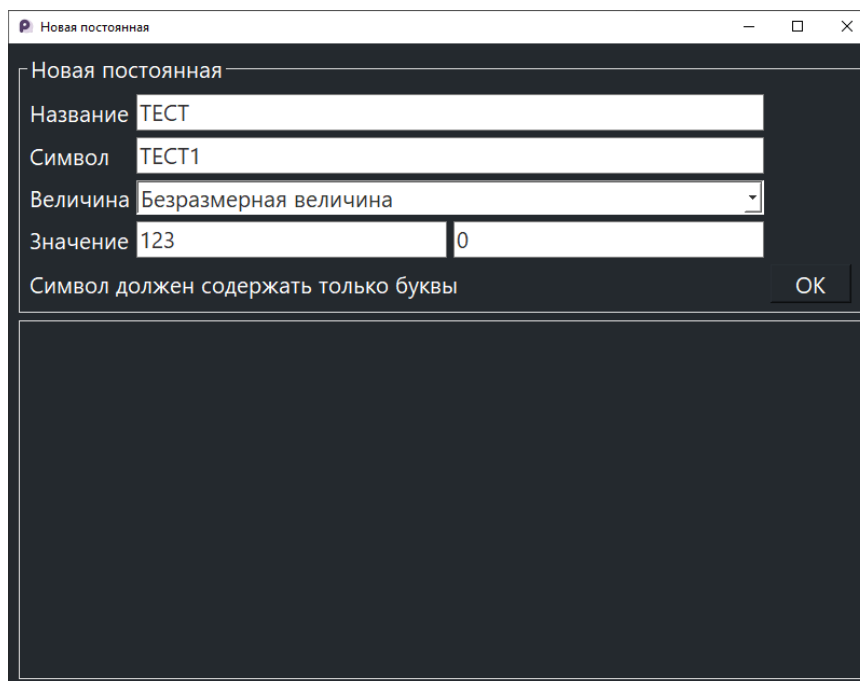 Новая постоянная
Новая постоянная
Название ТЕСТ
Символ ТЕСТ1
Величина Безразмерная величина
Значение 123 0
Символ должен содержать только буквы OK